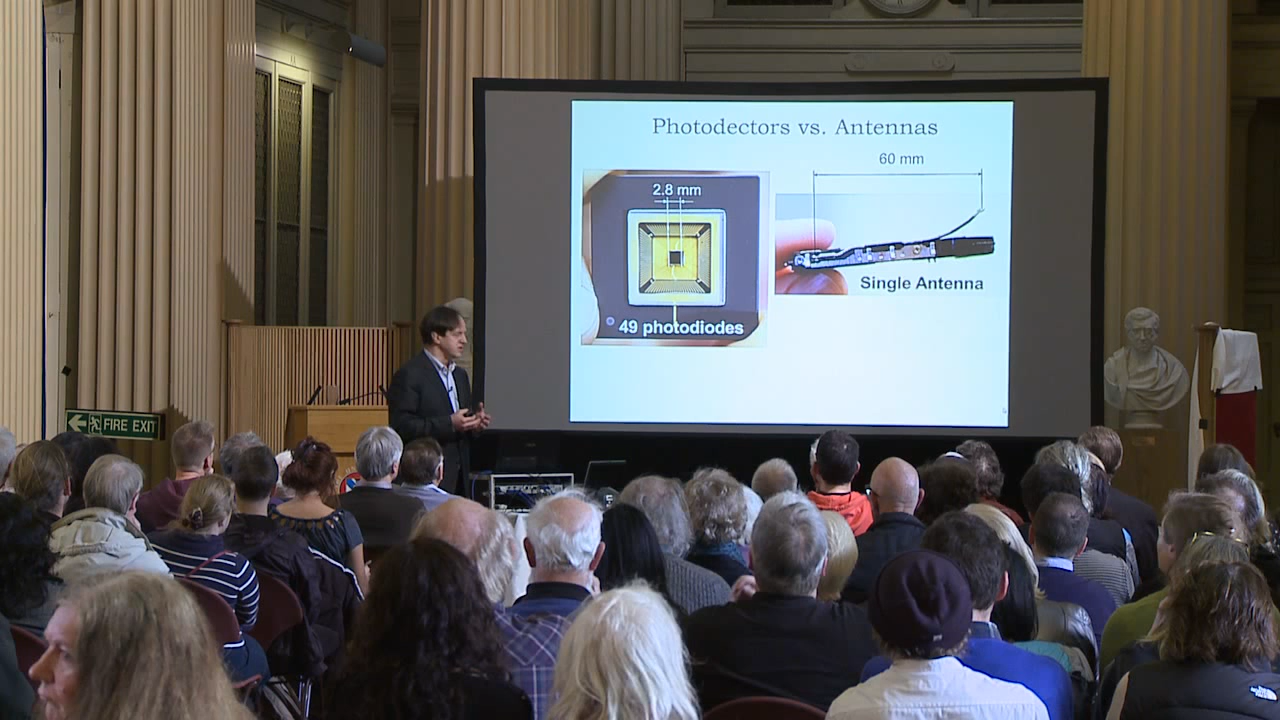 Photodectors vs. Antennas
60 mm
2.8 mm
Single Antenna
49 photodiodes
FIRE EXIT